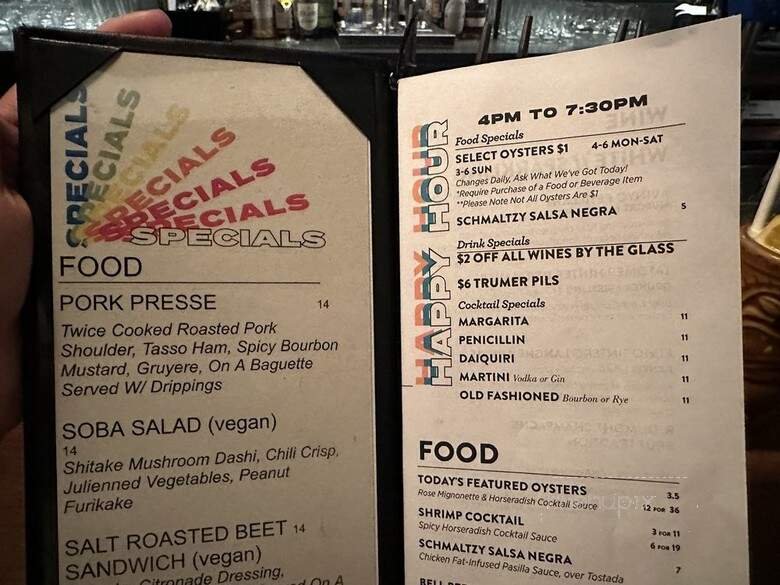 SPECIALS
SPECIALS
SPECIALS
SPECIALS
SPECIALS
SPECIALS
SPECIALS
FOOD
PORK PRESSE 14
Twice Cooked Roasted Pork
Shoulder, Tasso Ham, Spicy Bourbon
Mustard, Gruyere, On A Baguette
Served W/ Drippings
SOBA SALAD (vegan)
14
Shitake Mushroom Dashi, Chili Crisp,
Julienned Vegetables, Peanut
Furikake
SALT ROASTED BEET 14
SANDWICH (vegan)
Citronade Dressing,
On A
HAPPY HOUR
4PM TO 7:30PM
Food Specials
SELECT OYSTERS $1 4-6 MON-SAT
3-6 SUN
Changes Daily, Ask What We've Got Today!
*Require Purchase of a Food or Beverage Item
**Please Note Not All Oysters Are $1
SCHMALTZY SALSA NEGRA 5
Drink Specials
$2 OFF ALL WINES BY THE GLASS
$6 TRUMER PILS
Cocktail Specials
MARGARITA 11
PENICILLIN 11
DAIQUIRI 11
MARTINI Vodka or Gin 11
OLD FASHIONED Bourbon or Rye 11
FOOD
TODAY'S FEATURED OYSTERS 3.5
Rose Mignonette & Horseradish Cocktail Sauce 12 FOR 36
SHRIMP COCKTAIL 3 FOR 11
Spicy Horseradish Cocktail Sauce 6 FOR 19
SCHMALTZY SALSA NEGRA 7
Chicken Fat-Infused Pasilla Sauce, over Tostada
BELL